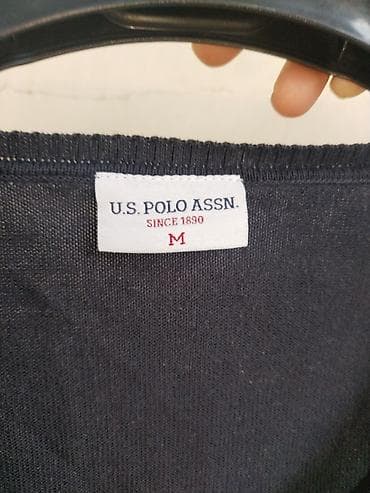 U.S. POLO ASSN.
SINCE 1890
M